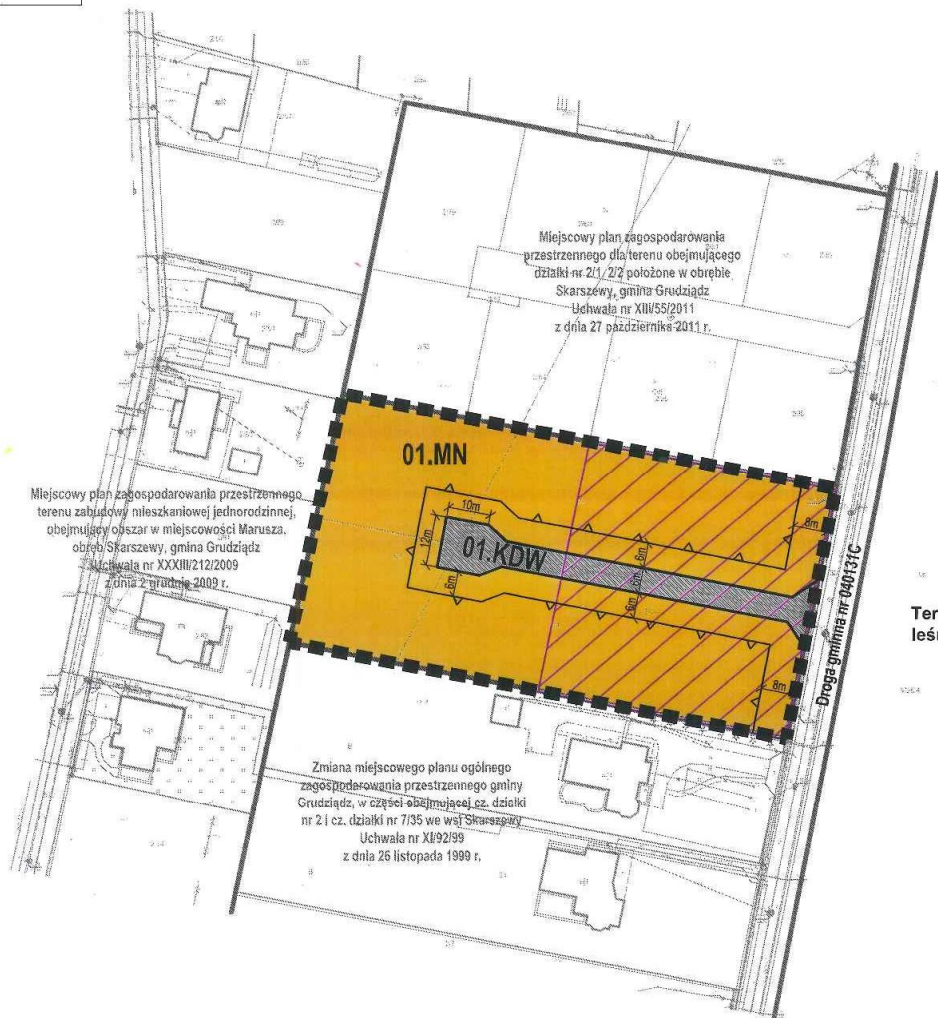 Miejscowy plan zagospodarowania
przestrzennego dla terenu obejmującego
działki nr 2/1, 2/2 położone w obrębie
Skarszewy, gmina Grudziądz
Uchwała nr XIII/55/2011
z dnia 27 października 2011 r.
01.MN
10m
12m
01.KDW
6m
6m
6m
6m
8m
8m
Miejscowy plan zagospodarowania przestrzennego
terenu zabudowy mieszkaniowej jednorodzinnej,
obejmujący obszar w miejscowości Marusza,
obręb Skarszewy, gmina Grudziądz
Uchwała nr XXXIII/212/2009
z dnia 2 grudnia 2009 r.
Droga gminna nr 040131C
Ter
leśn
Zmiana miejscowego planu ogólnego
zagospodarowania przestrzennego gminy
Grudziądz, w części obejmującej cz. działki
nr 2 i cz. działki nr 7/35 we wsi Skarszewy
Uchwała nr XI/92/99
z dnia 26 listopada 1999 r.